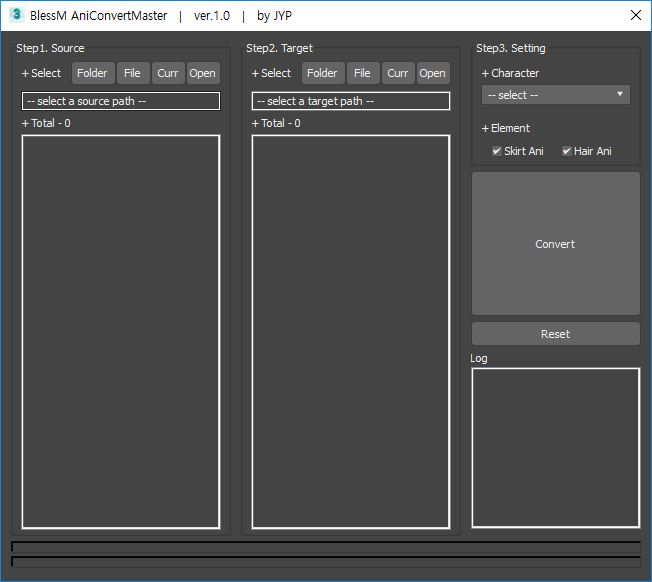 3 BlessM AniConvertMaster | ver.1.0 | by JYP
Step1. Source
+ Select Folder File Curr Open
-- select a source path --
+ Total - 0
Step2. Target
+ Select Folder File Curr Open
-- select a target path --
+ Total - 0
Step3. Setting
+ Character
-- select --
+ Element
Skirt Ani Hair Ani
Convert
Reset
Log